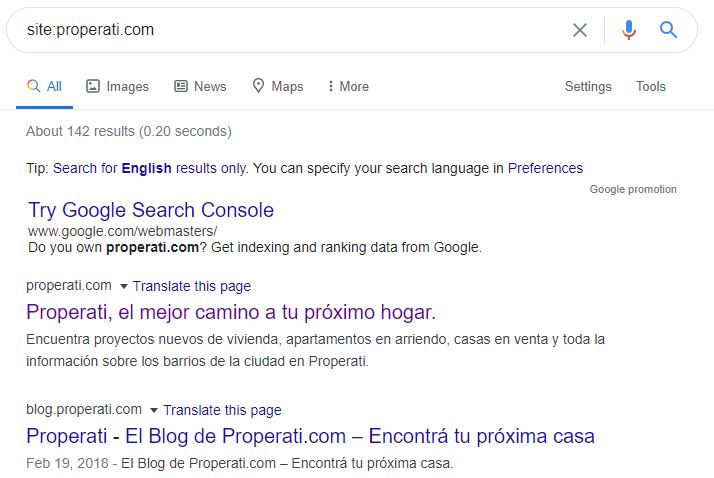 site:properati.com
All Images News Maps More Settings Tools
About 142 results (0.20 seconds)
Tip: Search for English results only. You can specify your search language in Preferences
Google promotion
Try Google Search Console
www.google.com/webmasters/
Do you own properati.com? Get indexing and ranking data from Google.
properati.com Translate this page
Properati, el mejor camino a tu próximo hogar.
Encuentra proyectos nuevos de vivienda, apartamentos en arriendo, casas en venta y toda la
información sobre los barrios de la ciudad en Properati.
blog.properati.com Translate this page
Properati - El Blog de Properati.com – Encontrá tu próxima casa
Feb 19, 2018 - El Blog de Properati.com – Encontrá tu próxima casa.